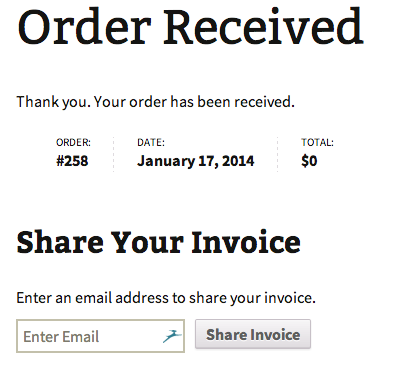 Order Received
Thank you. Your order has been received.
ORDER: DATE: TOTAL:
#258 January 17, 2014 $0
Share Your Invoice
Enter an email address to share your invoice.
Enter Email Share Invoice